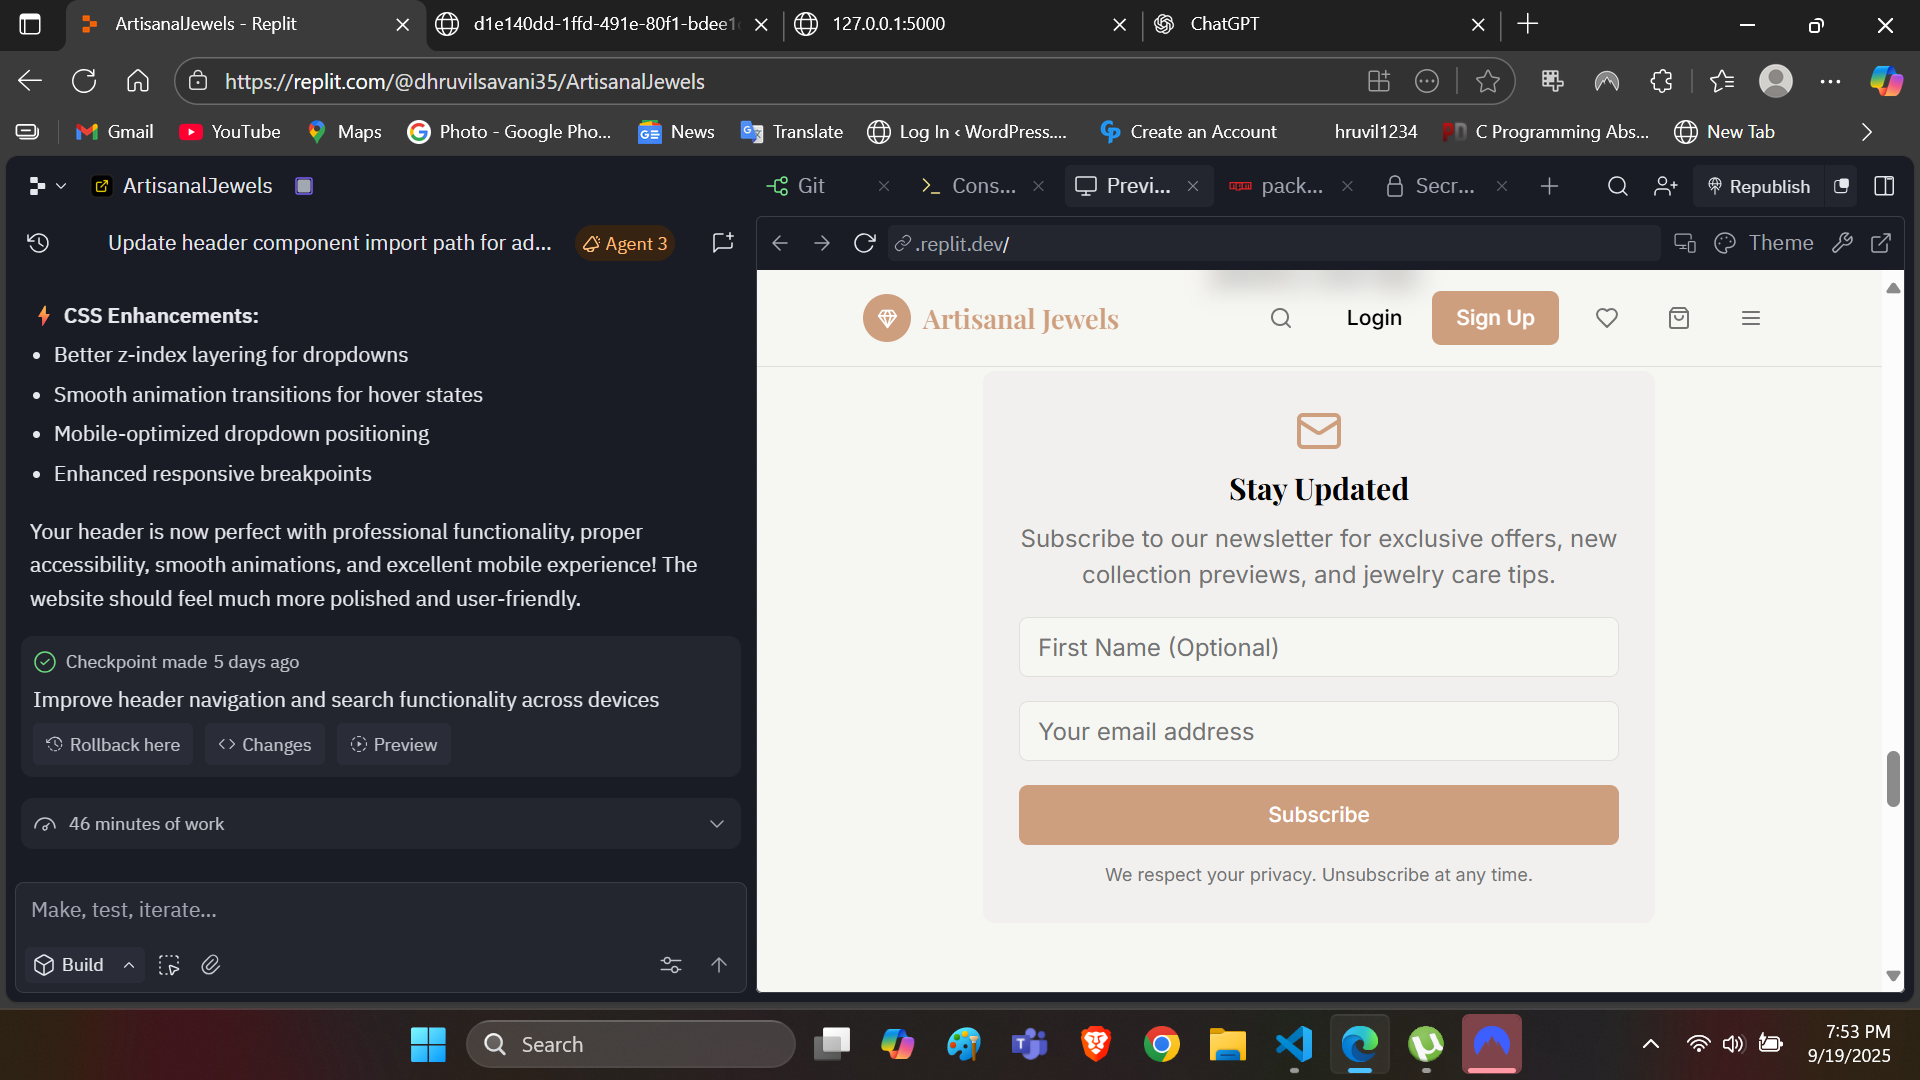 ArtisanalJewels - Replit
d1e140dd-1ffd-491e-80f1-bdee1
127.0.0.1:5000
ChatGPT
https://replit.com/@dhruvilsavani35/ArtisanalJewels
Gmail
YouTube
Maps
Photo - Google Pho...
News
Translate
Log In ‹ WordPress....
Create an Account
hruvil1234
C Programming Abs...
New Tab
ArtisanalJewels
Git
Cons...
Previ...
pack...
Secr...
Republish
Update header component import path for ad...
Agent 3
.replit.dev/
Theme
CSS Enhancements:
• Better z-index layering for dropdowns
• Smooth animation transitions for hover states
• Mobile-optimized dropdown positioning
• Enhanced responsive breakpoints
Your header is now perfect with professional functionality, proper
accessibility, smooth animations, and excellent mobile experience! The
website should feel much more polished and user-friendly.
Checkpoint made 5 days ago
Improve header navigation and search functionality across devices
Rollback here
Changes
Preview
46 minutes of work
Make, test, iterate...
Build
Artisanal Jewels
Login
Sign Up
Stay Updated
Subscribe to our newsletter for exclusive offers, new
collection previews, and jewelry care tips.
First Name (Optional)
Your email address
Subscribe
We respect your privacy. Unsubscribe at any time.
Search
7:53 PM
9/19/2025